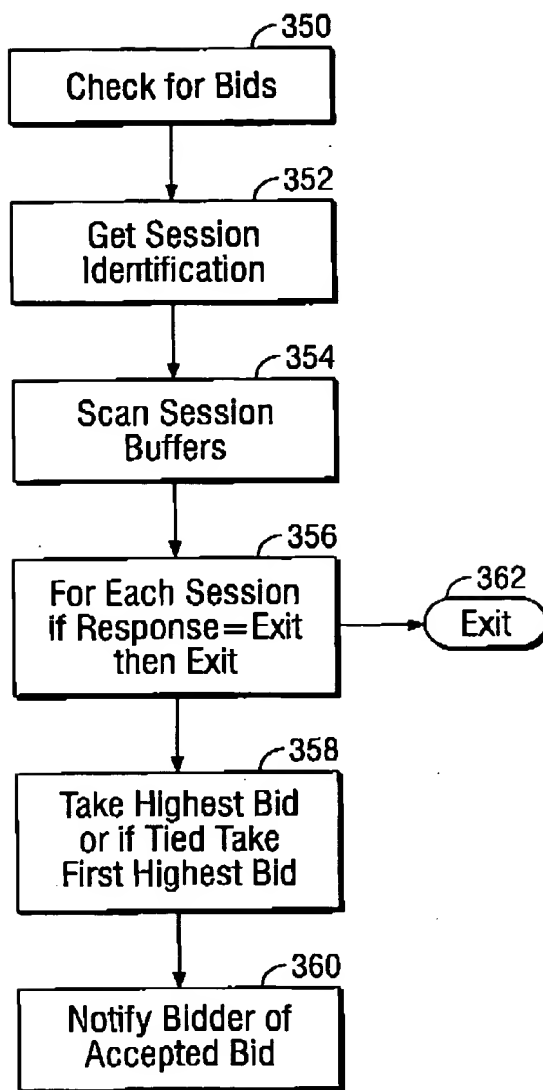 350
Check for Bids
352
Get Session
Identification
354
Scan Session
Buffers
356
For Each Session
if Response=Exit
then Exit
362
Exit
358
Take Highest Bid
or if Tied Take
First Highest Bid
360
Notify Bidder of
Accepted Bid